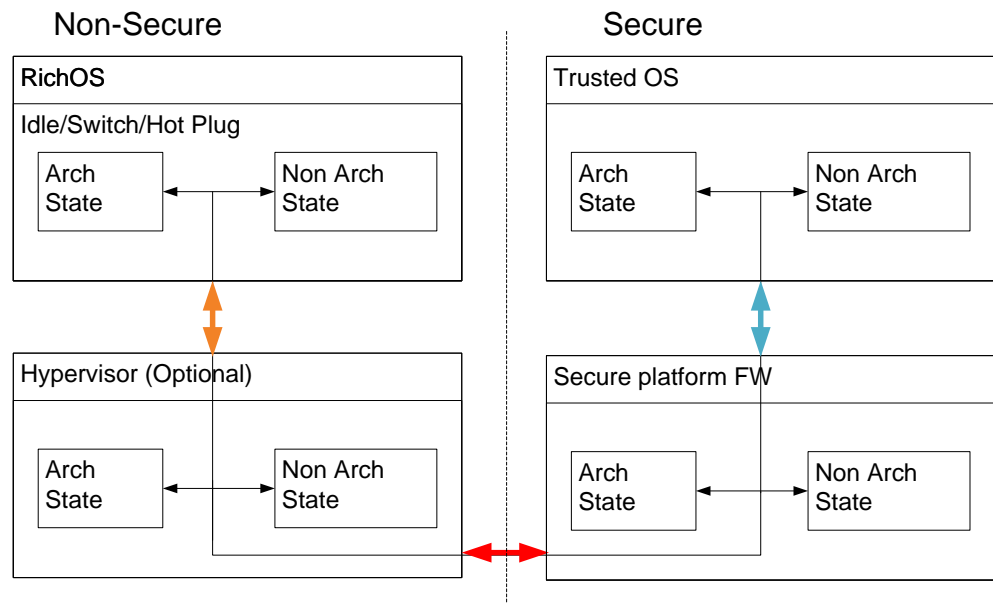 Non-Secure
Secure
RichOS
Idle/Switch/Hot Plug
Arch
State
Non Arch
State
Trusted OS
Arch
State
Non Arch
State
Hypervisor (Optional)
Arch
State
Non Arch
State
Secure platform FW
Arch
State
Non Arch
State